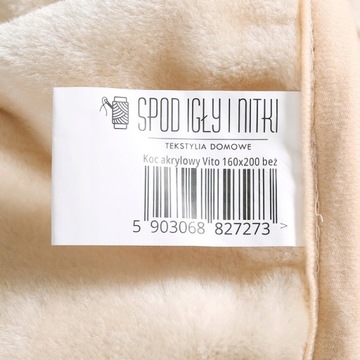 SPOD IGŁY I NITKI
TEKSTYLIA DOMOWE
Koc akrylowy Vito 160x200 beż
5 903068 827273 >